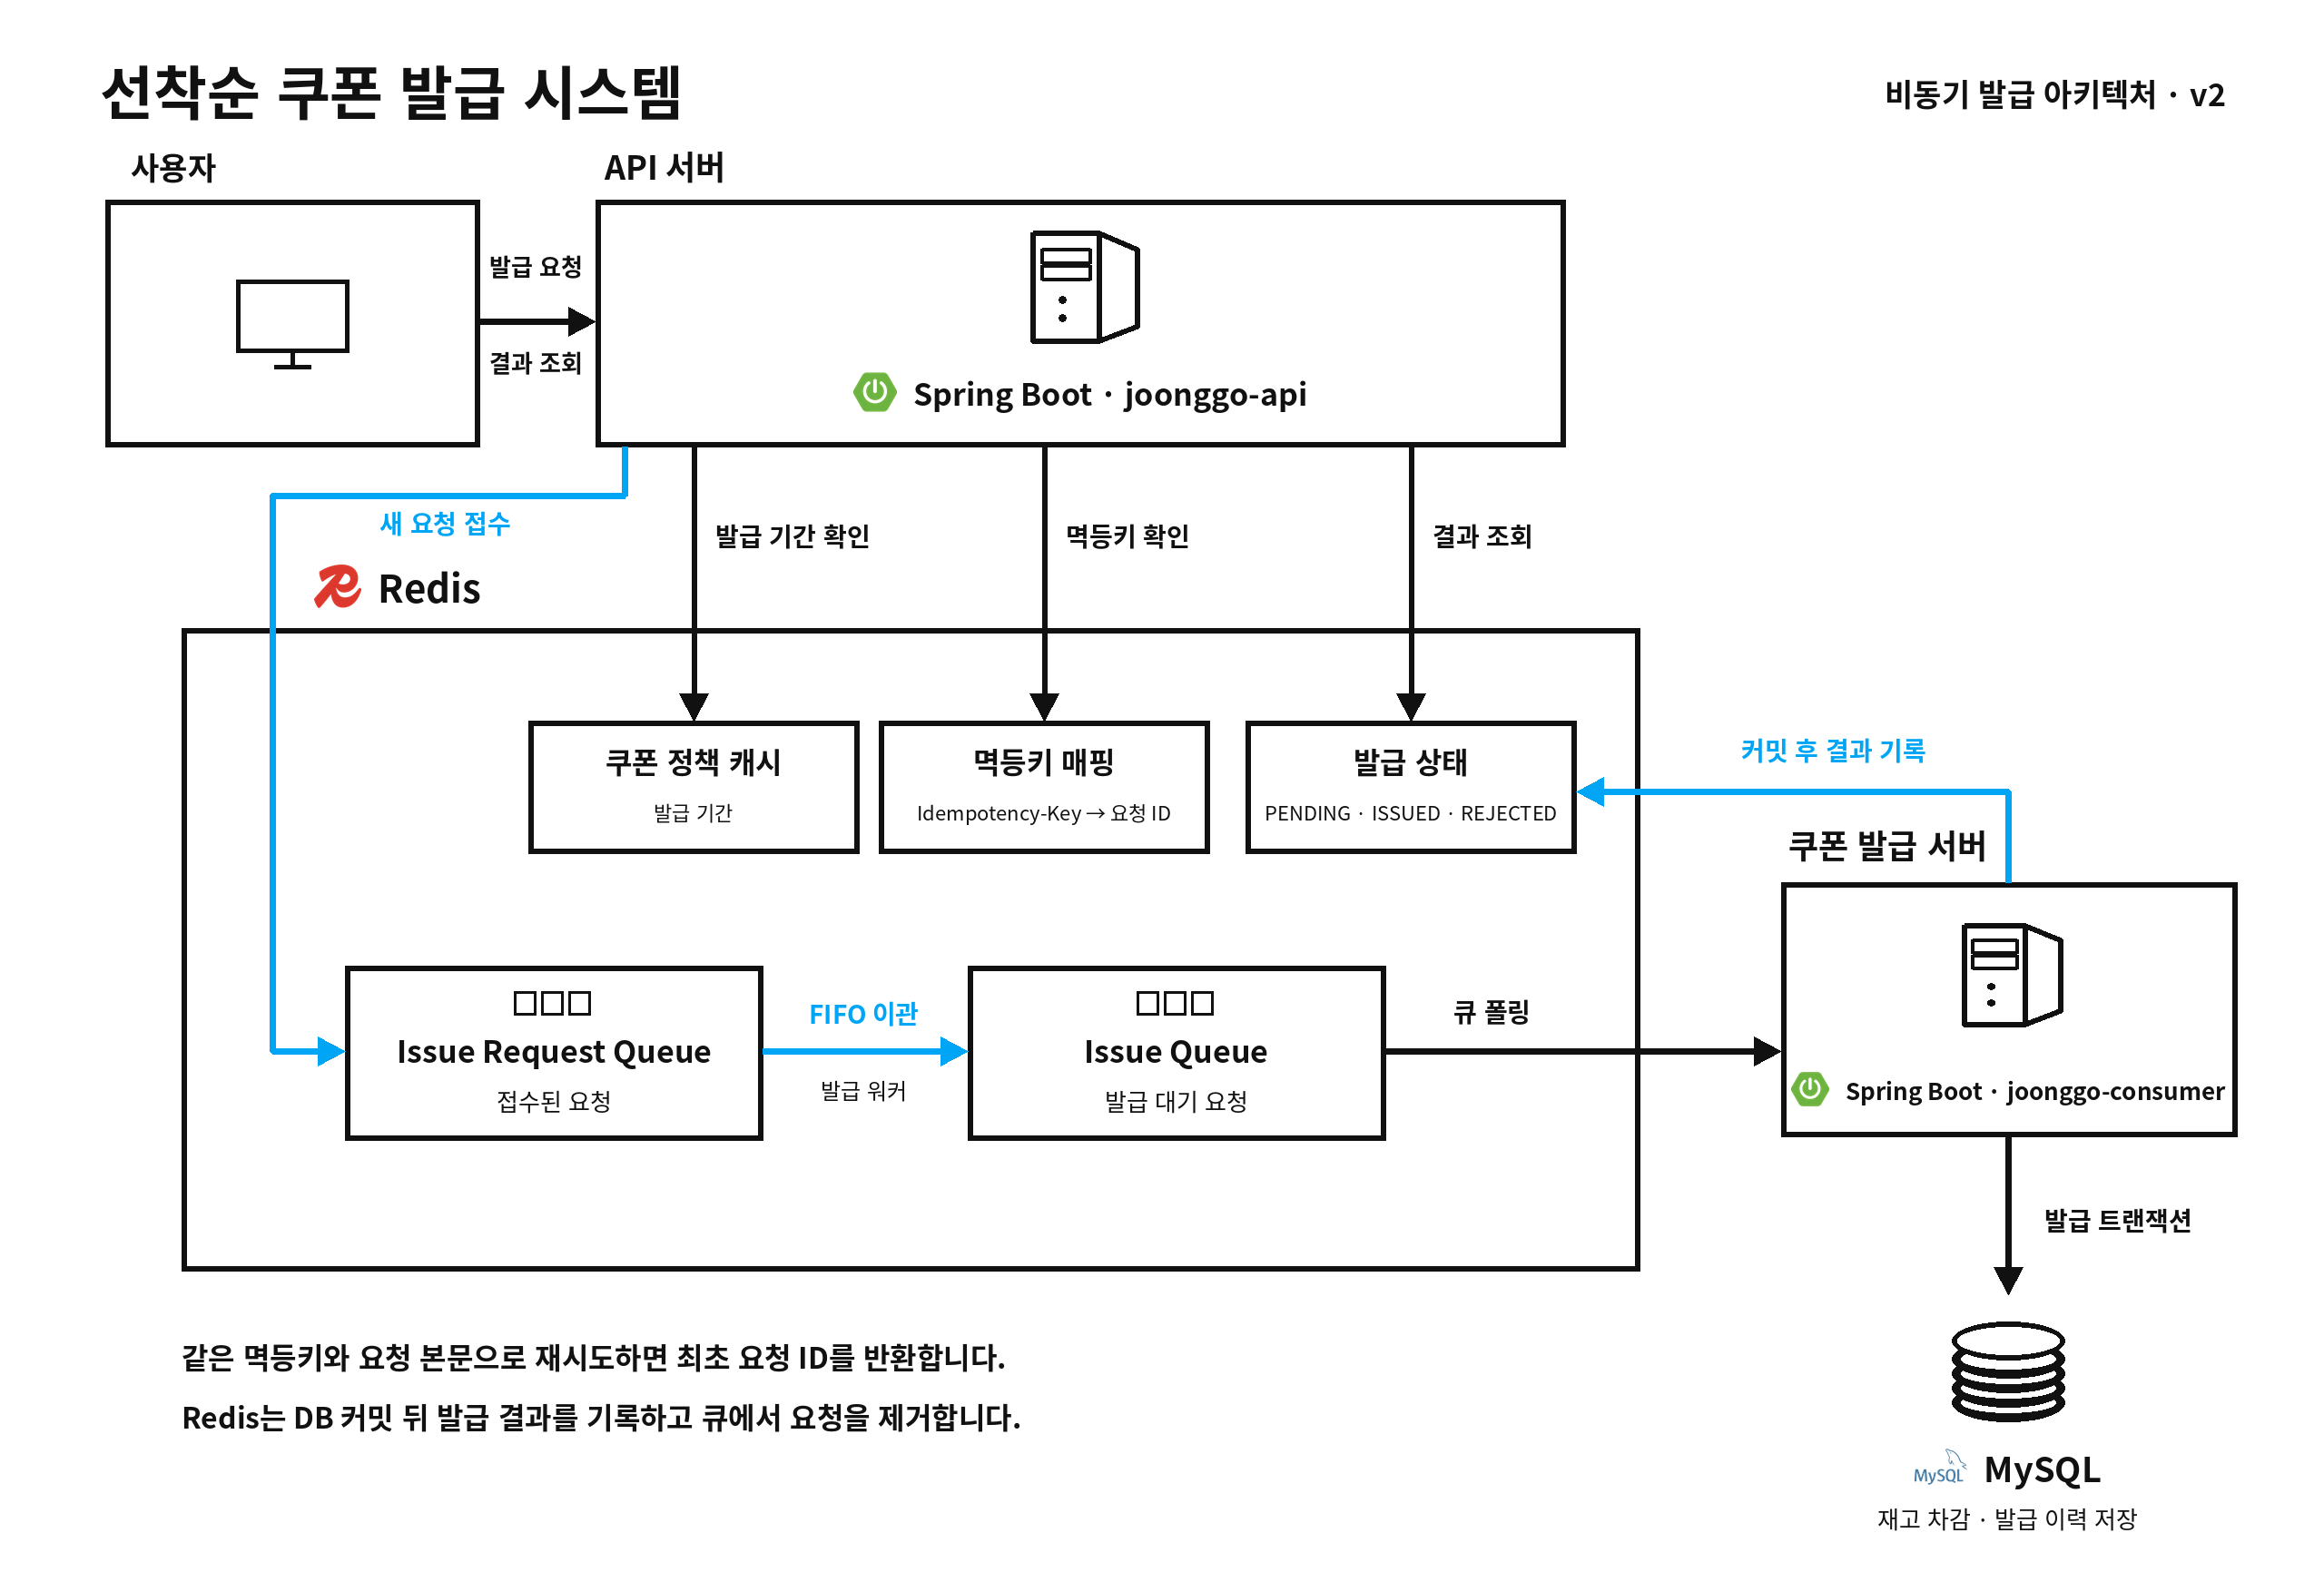 선착순 쿠폰 발급 시스템
비동기 발급 아키텍처 · v2
사용자
API 서버
발급 요청
결과 조회
Spring Boot · joonggo-api
새 요청 접수
발급 기간 확인
멱등키 확인
결과 조회
Redis
쿠폰 정책 캐시
발급 기간
멱등키 매핑
Idempotency-Key → 요청 ID
발급 상태
PENDING · ISSUED · REJECTED
커밋 후 결과 기록
쿠폰 발급 서버
Issue Request Queue
접수된 요청
FIFO 이관
발급 워커
Issue Queue
발급 대기 요청
큐 폴링
Spring Boot · joonggo-consumer
발급 트랜잭션
같은 멱등키와 요청 본문으로 재시도하면 최초 요청 ID를 반환합니다.
Redis는 DB 커밋 뒤 발급 결과를 기록하고 큐에서 요청을 제거합니다.
MySQL MySQL
재고 차감 · 발급 이력 저장